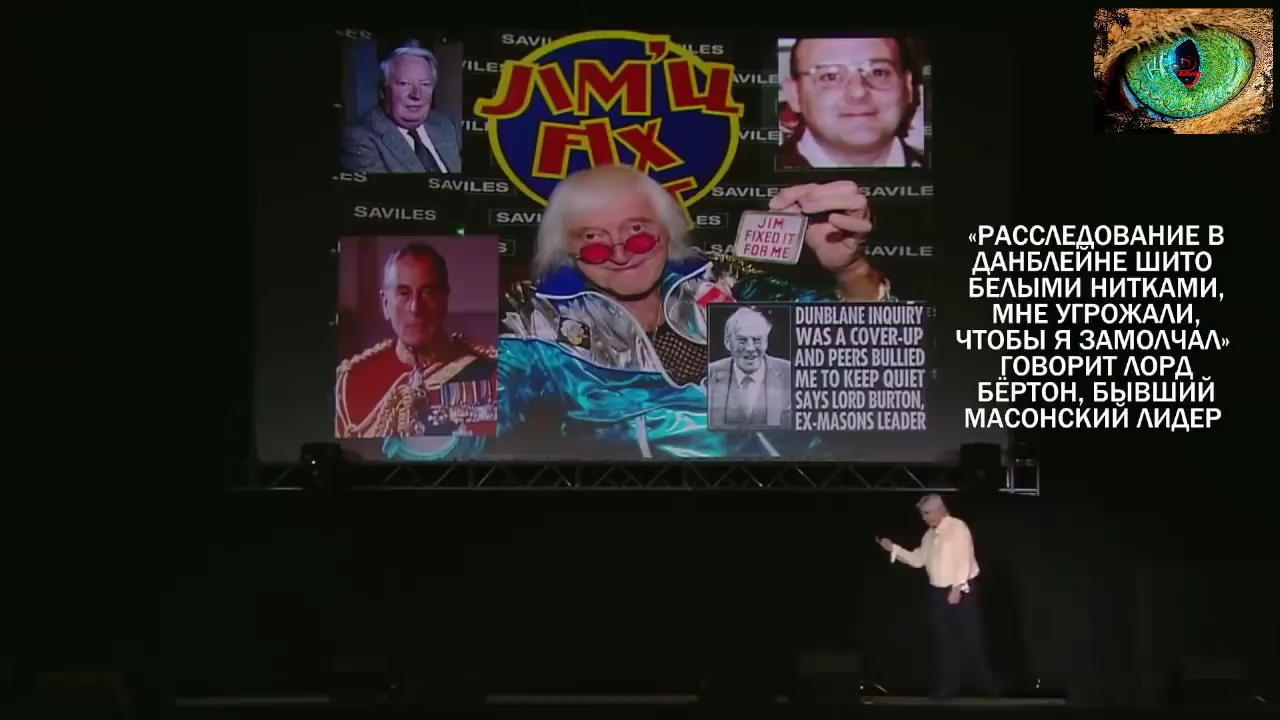 SAVILES
JIM'LL
FIX
SAVILES
SAVILES
SAVILES
SAVILES
SAVILES
JIM
FIXED IT
FOR ME
DUNBLANE INQUIRY
WAS A COVER-UP
AND PEERS BULLIED
ME TO KEEP QUIET
SAYS LORD BURTON,
EX-MASONS LEADER
«РАССЛЕДОВАНИЕ В
ДАНБЛЕЙНЕ ШИТО
БЕЛЫМИ НИТКАМИ,
МНЕ УГРОЖАЛИ,
ЧТОБЫ Я ЗАМОЛЧАЛ»
ГОВОРИТ ЛОРД
БЁРТОН, БЫВШИЙ
МАСОНСКИЙ ЛИДЕР